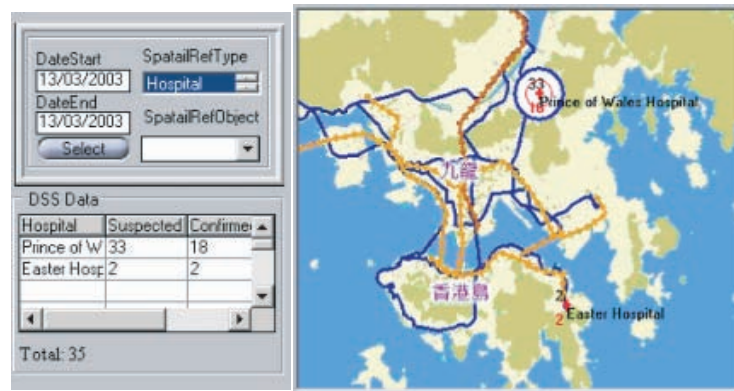 DateStart
SpatailRefType
13/03/2003
Hospital
DateEnd
13/03/2003
SpatailRefObject
Select
DSS Data
Hospital Suspected Confirme
Prince of W 33 18
Easter Hosp 2 2
Total: 35
33
18
Prince of Wales Hospital
九龍
香港島
2
2
Easter Hospital